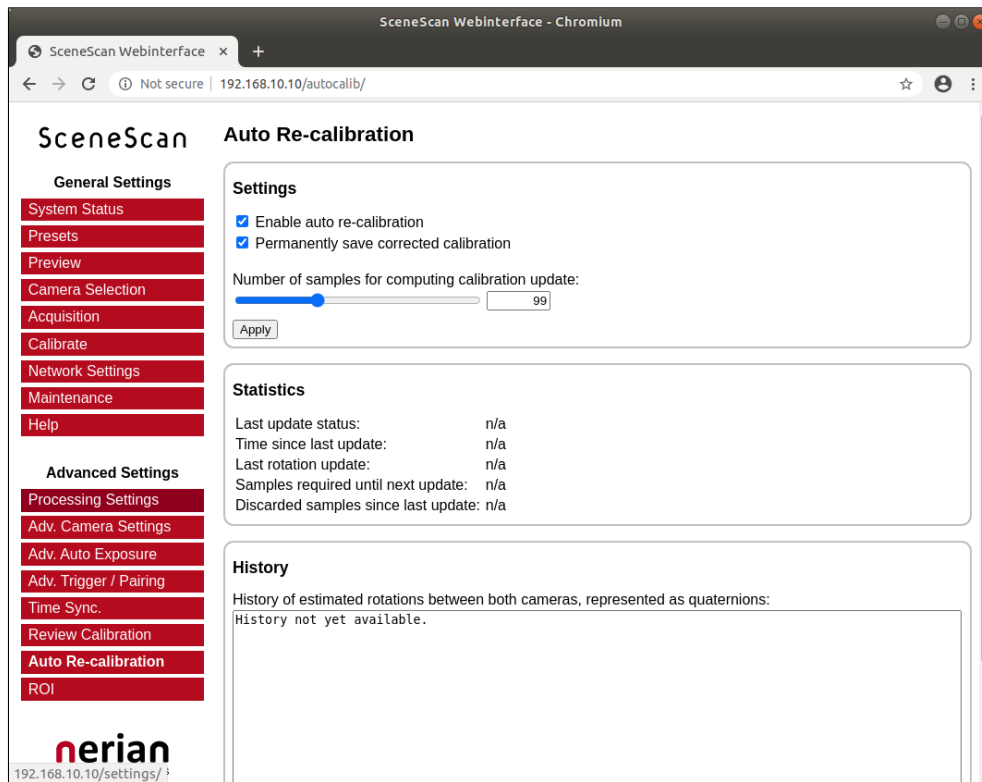 SceneScan Webinterface - Chromium
SceneScan Webinterface
Not secure | 192.168.10.10/autocalib/
SceneScan
General Settings
System Status
Presets
Preview
Camera Selection
Acquisition
Calibrate
Network Settings
Maintenance
Help
Advanced Settings
Processing Settings
Adv. Camera Settings
Adv. Auto Exposure
Adv. Trigger / Pairing
Time Sync.
Review Calibration
Auto Re-calibration
ROI
nerian
192.168.10.10/settings/
Auto Re-calibration
Settings
Enable auto re-calibration
Permanently save corrected calibration
Number of samples for computing calibration update:
99
Apply
Statistics
Last update status: n/a
Time since last update: n/a
Last rotation update: n/a
Samples required until next update: n/a
Discarded samples since last update: n/a
History
History of estimated rotations between both cameras, represented as quaternions:
History not yet available.